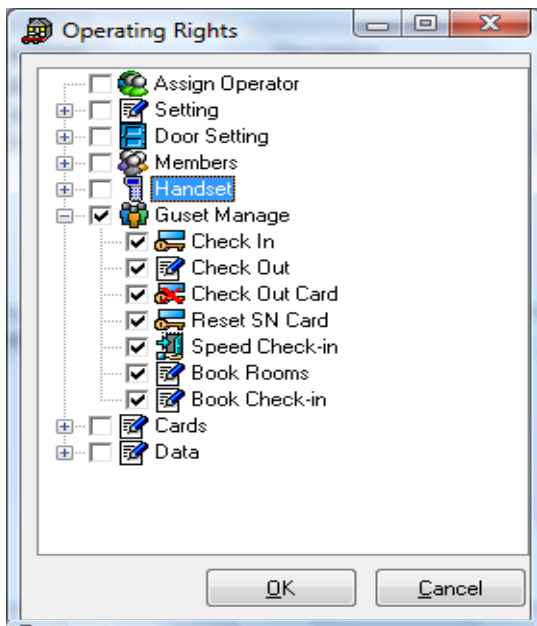 Operating Rights
Assign Operator
Setting
Door Setting
Members
Handset
Guset Manage
Check In
Check Out
Check Out Card
Reset SN Card
Speed Check-in
Book Rooms
Book Check-in
Cards
Data
OK Cancel